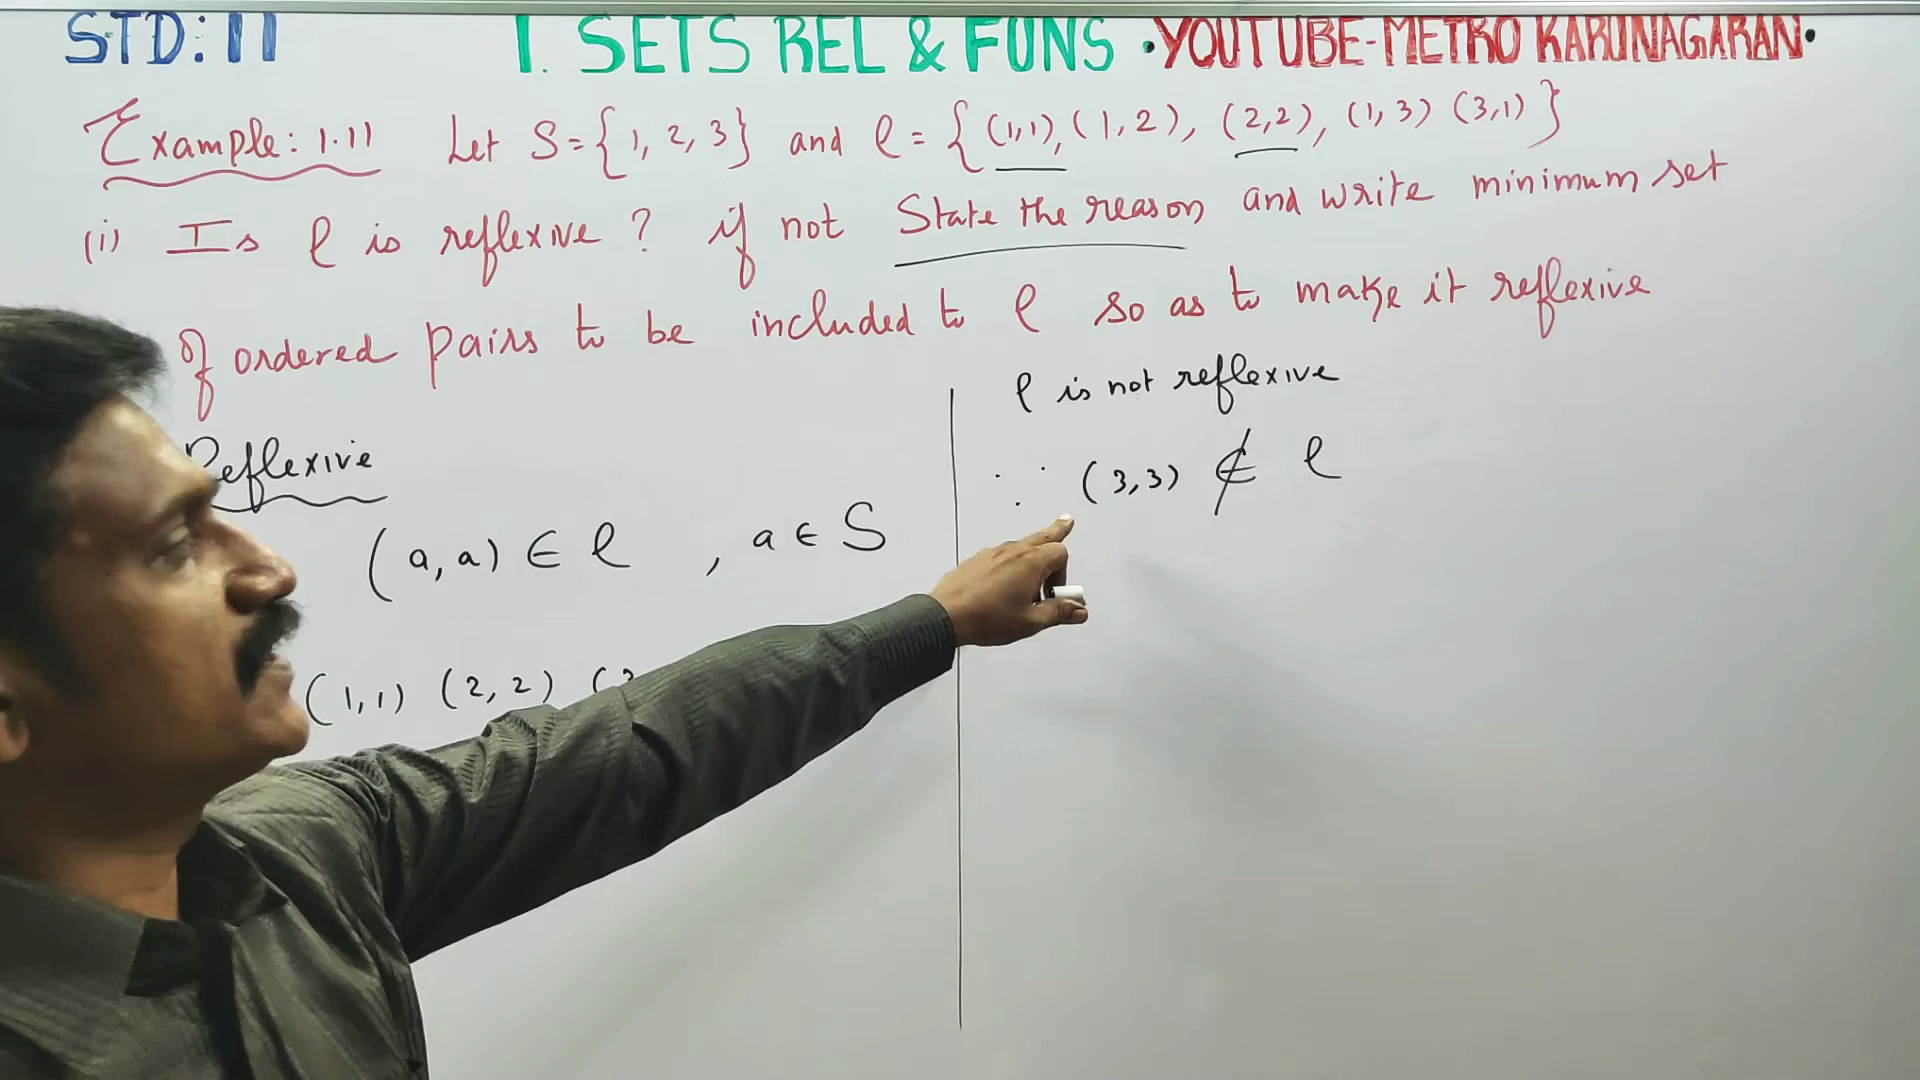 STD: 11 1. SETS REL & FUNS •YOUTUBE-METRO KARUNAGARAN•
Example: 1.11 Let S = {1, 2, 3} and ρ = {(1,1), (1,2), (2,2), (1,3) (3,1)}
(i) Is ρ is reflexive? if not State the reason and write minimum set
of ordered pairs to be included to ρ so as to make it reflexive
Reflexive
(a, a) ∈ ρ , a ∈ S
(1,1) (2,2) (3
ρ is not reflexive
∵ (3,3) ∉ ρ